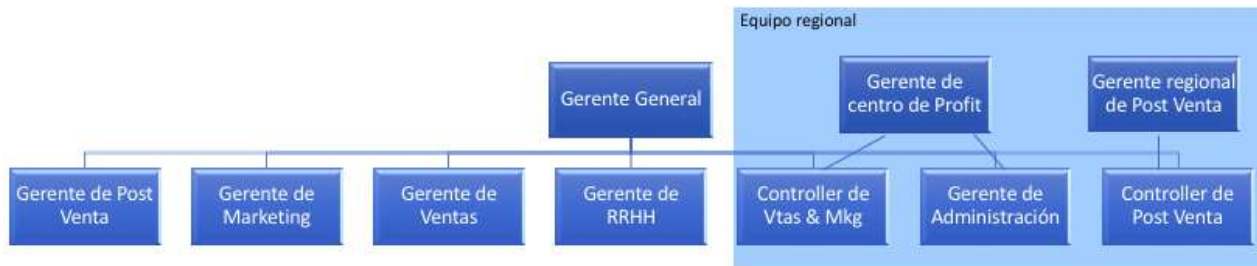 Equipo regional
Gerente General
Gerente de
centro de Profit
Gerente regional
de Post Venta
Gerente de Post
Venta
Gerente de
Marketing
Gerente de
Ventas
Gerente de
RRHH
Controller de
Vtas & Mkg
Gerente de
Administración
Controller de
Post Venta